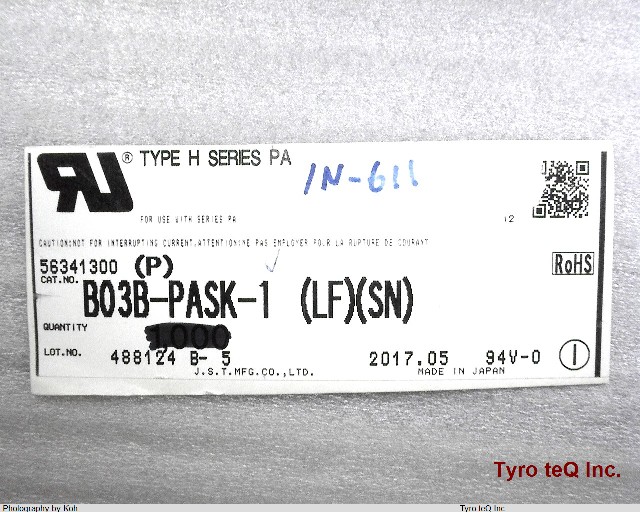 ® TYPE H SERIES PA
IN-611
FOR USE WITH SERIES PA
12
CAUTION:NOT FOR INTERRUPTING CURRENT.ATTENTION:NE PAS EMPLOYER POUR LA RUPTURE DE COURANT
56341300 (P)
RoHS
CAT.NO. B03B-PASK-1 (LF)(SN)
QUANTITY 1000
LOT.NO. 488124 B- 5 2017.05 94V-0 1
J.S.T.MFG.CO.,LTD. MADE IN JAPAN
Tyro teQ Inc.
Photography by Koh Tyro teQ Inc